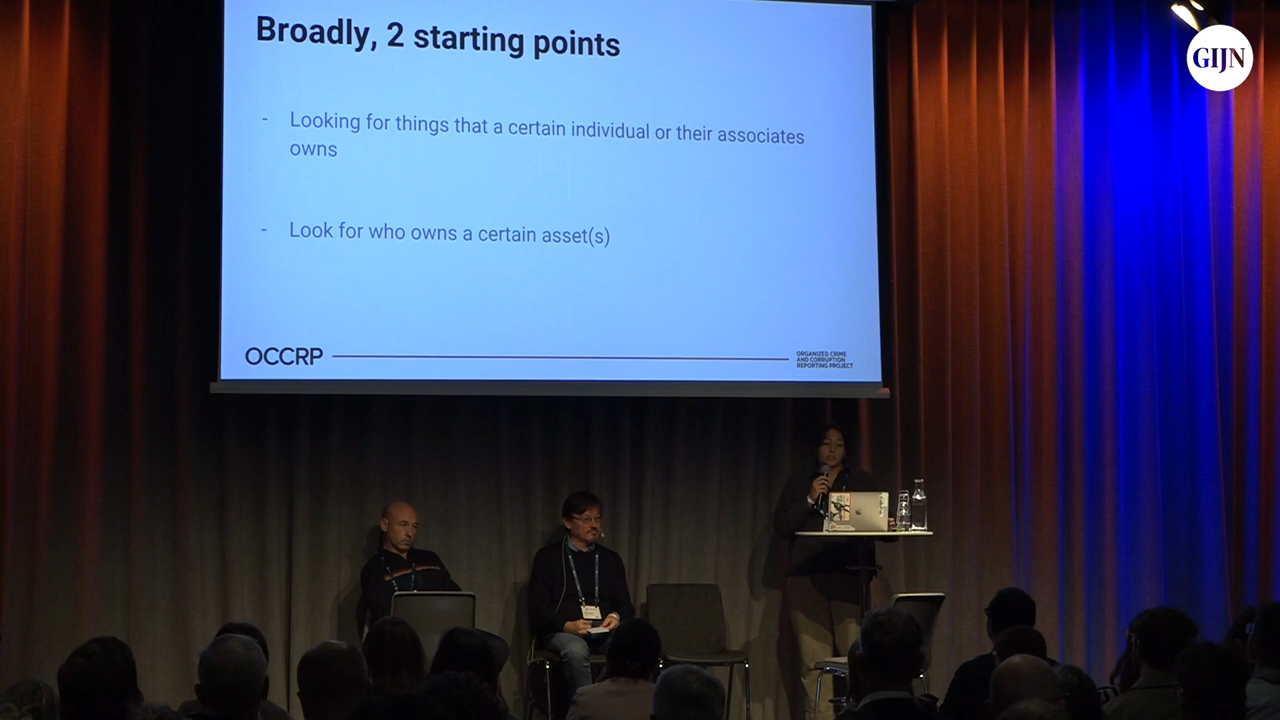 Broadly, 2 starting points
GIJN
- Looking for things that a certain individual or their associates
owns
- Look for who owns a certain asset(s)
OCCRP
ORGANIZED CRIME
AND CORRUPTION
REPORTING PROJECT